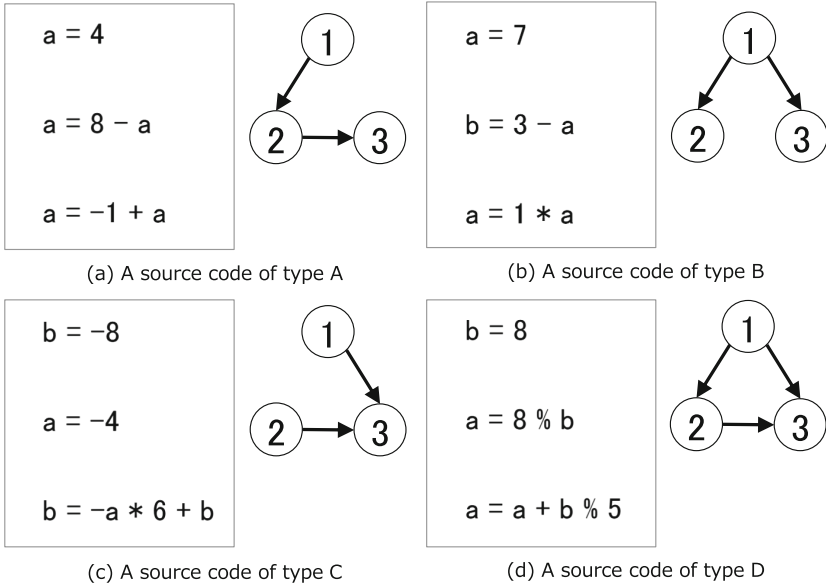 a = 4
a = 8 − a
a = −1 + a
1
2
3
(a) A source code of type A
a = 7
b = 3 − a
a = 1 * a
1
2
3
(b) A source code of type B
b = −8
a = −4
b = −a * 6 + b
1
2
3
(c) A source code of type C
b = 8
a = 8 % b
a = a + b % 5
1
2
3
(d) A source code of type D